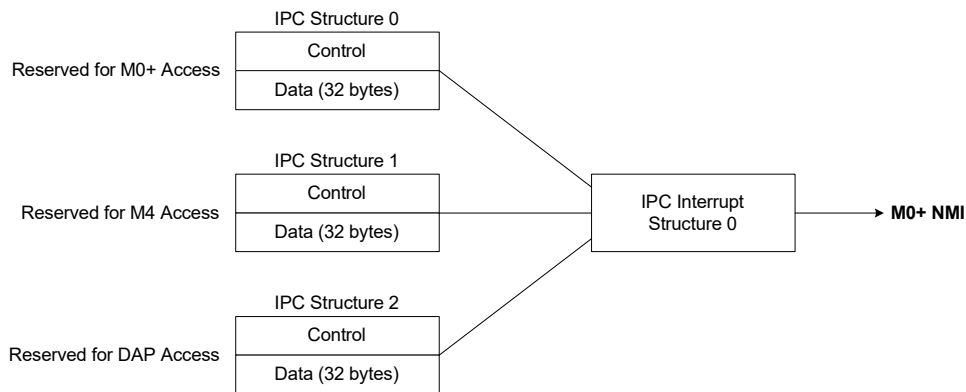 IPC Structure 0
Control
Reserved for M0+ Access
Data (32 bytes)
IPC Structure 1
Control
Reserved for M4 Access
Data (32 bytes)
IPC Interrupt
Structure 0
M0+ NMI
IPC Structure 2
Control
Reserved for DAP Access
Data (32 bytes)